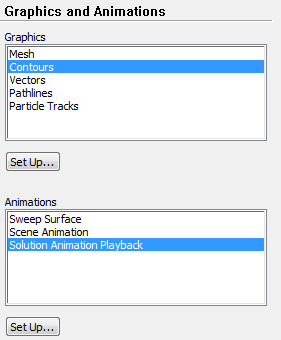 Graphics and Animations
Graphics
Mesh
Contours
Vectors
Pathlines
Particle Tracks
Set Up...
Animations
Sweep Surface
Scene Animation
Solution Animation Playback
Set Up...